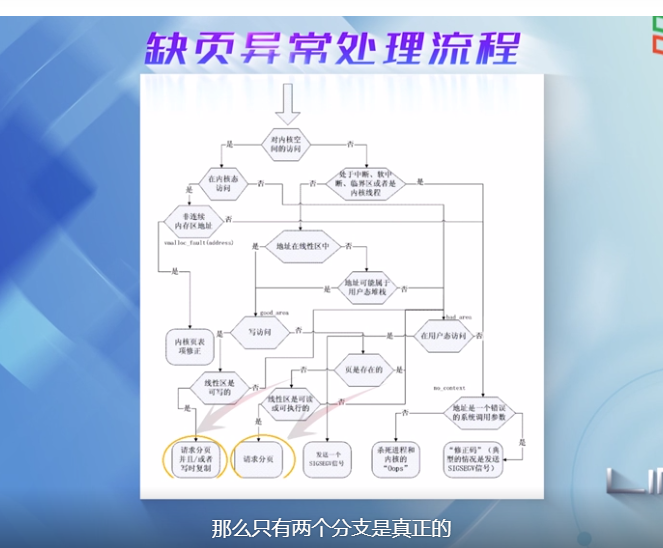 缺页异常处理流程
对内核空
间的访问
是
否
在内核态
访问
处于中断、软中
断、临界区或者是
内核线程
是
否
否
是
非连续
内存区地址
否
vmalloc_fault(address)
地址在线性区中
是
否
是
地址可能属于
用户态堆栈
是
否
good_area
bad_area
内核页表
项修正
写访问
是
否
在用户态访问
是
否
页是存在的
否
是
线性区是
可写的
否
是
线性区是可读
或可执行的
否
是
no_context
地址是一个错误
的系统调用参数
否
是
请求分页
并且/或者
写时复制
请求分页
发送一个
SIGSEGV信号
杀死进程和
内核的
“Oops”
“修正码”（典
型的情况是发送
SIGSEGV信号）
那么只有两个分支是真正的